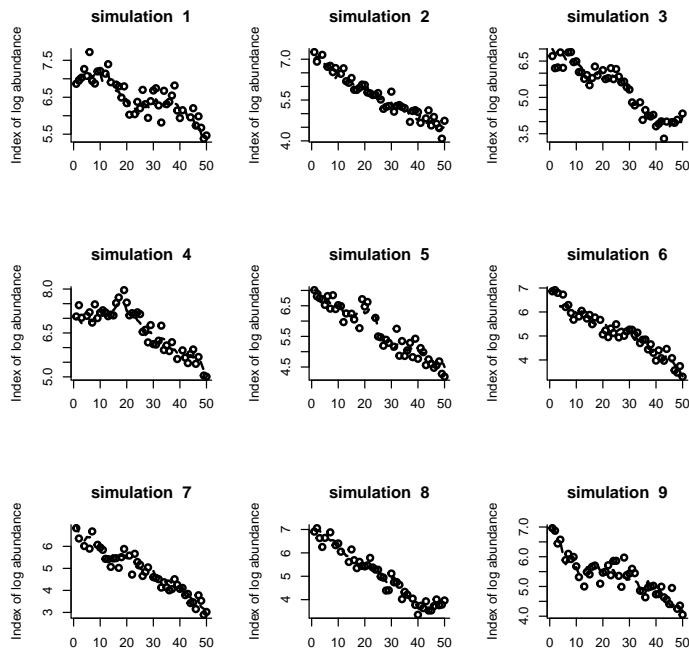 simulation 1
simulation 2
simulation 3
Index of log abundance
7.5
6.5
5.5
0 10 20 30 40 50
Index of log abundance
7.0
5.5
4.0
0 10 20 30 40 50
Index of log abundance
6.5
5.5
4.5
3.5
0 10 20 30 40 50
simulation 4
simulation 5
simulation 6
Index of log abundance
8.0
6.5
5.0
0 10 20 30 40 50
Index of log abundance
6.5
5.5
4.5
0 10 20 30 40 50
Index of log abundance
7
6
5
4
0 10 20 30 40 50
simulation 7
simulation 8
simulation 9
Index of log abundance
6
5
4
3
0 10 20 30 40 50
Index of log abundance
7
6
5
4
0 10 20 30 40 50
Index of log abundance
7.0
6.0
5.0
4.0
0 10 20 30 40 50